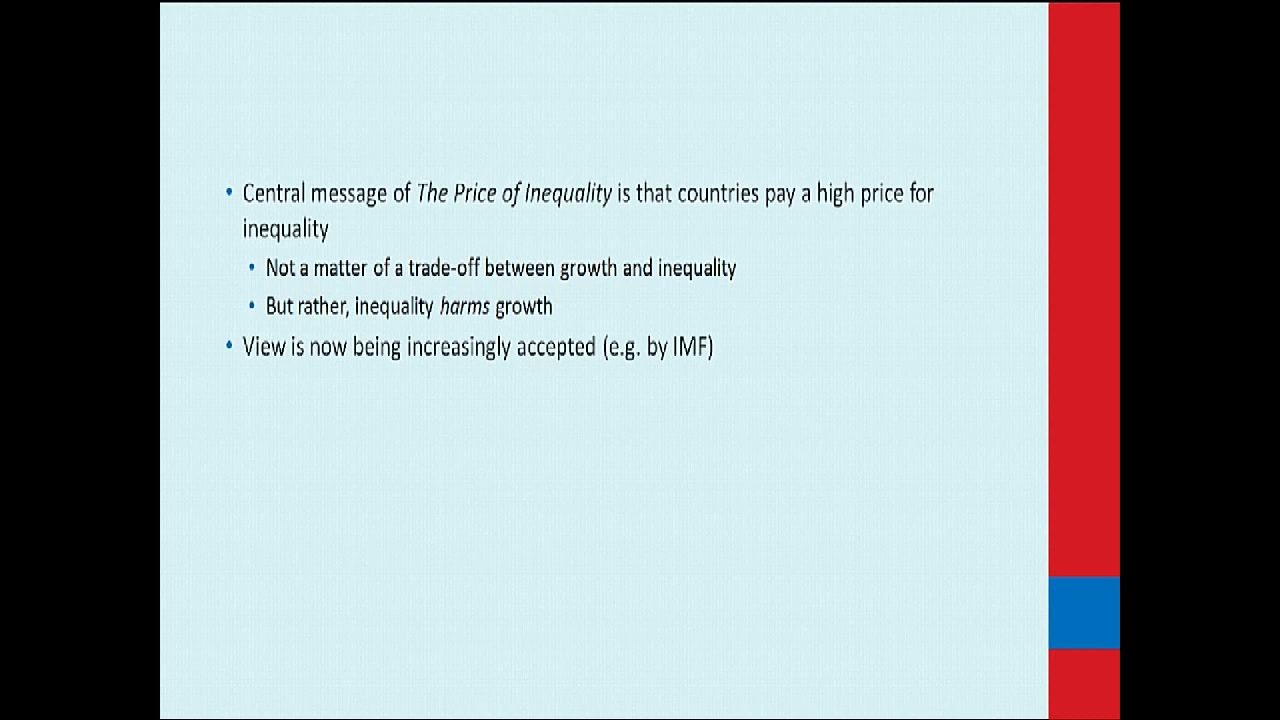 • Central message of The Price of Inequality is that countries pay a high price for
inequality
• Not a matter of a trade-off between growth and inequality
• But rather, inequality harms growth
• View is now being increasingly accepted (e.g. by IMF)